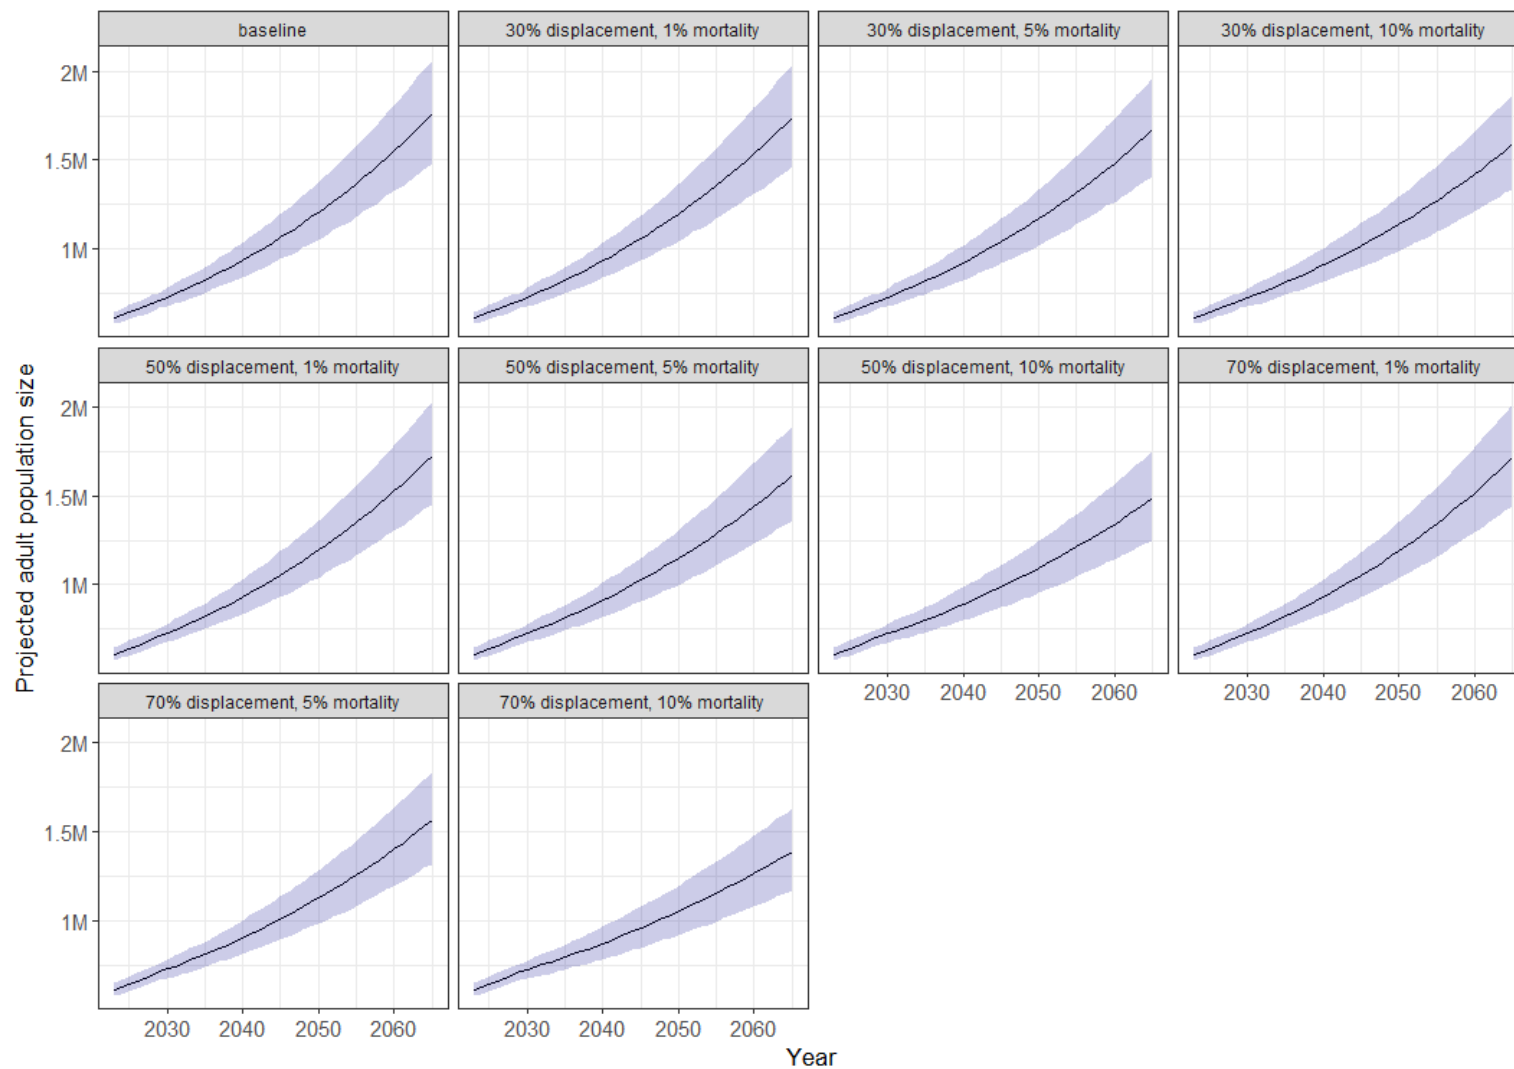 baseline
30% displacement, 1% mortality
30% displacement, 5% mortality
30% displacement, 10% mortality
2M
1.5M
1M
50% displacement, 1% mortality
50% displacement, 5% mortality
50% displacement, 10% mortality
70% displacement, 1% mortality
2M
1.5M
1M
2030 2040 2050 2060
2030 2040 2050 2060
70% displacement, 5% mortality
70% displacement, 10% mortality
2M
1.5M
1M
2030 2040 2050 2060
2030 2040 2050 2060
Projected adult population size
Year